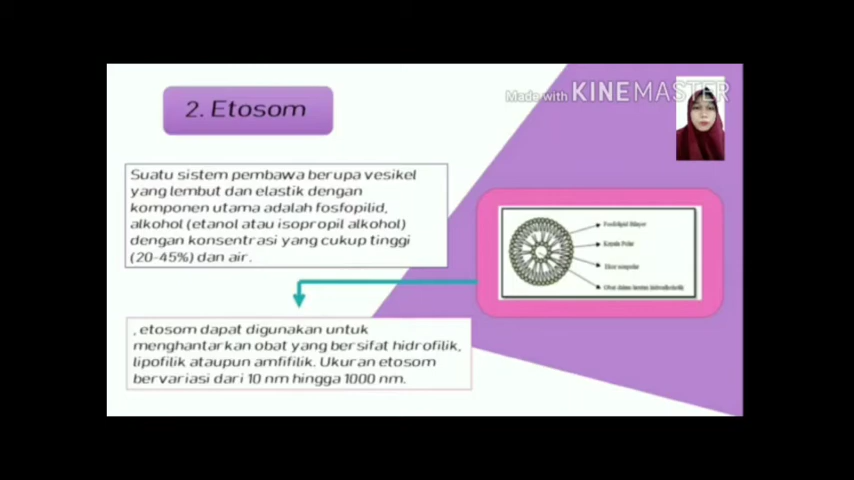 Made with KINEMASTER
2. Etosom
Suatu sistem pembawa berupa vesikel
yang lembut dan elastik dengan
komponen utama adalah fosfopilid,
alkohol (etanol atau isopropil alkohol)
dengan konsentrasi yang cukup tinggi
(20-45%) dan air.
Kepala Polar
, etosom dapat digunakan untuk
menghantarkan obat yang bersifat hidrofilik,
lipofilik ataupun amfifilik. Ukuran etosom
bervariasi dari 10 nm hingga 1000 nm.